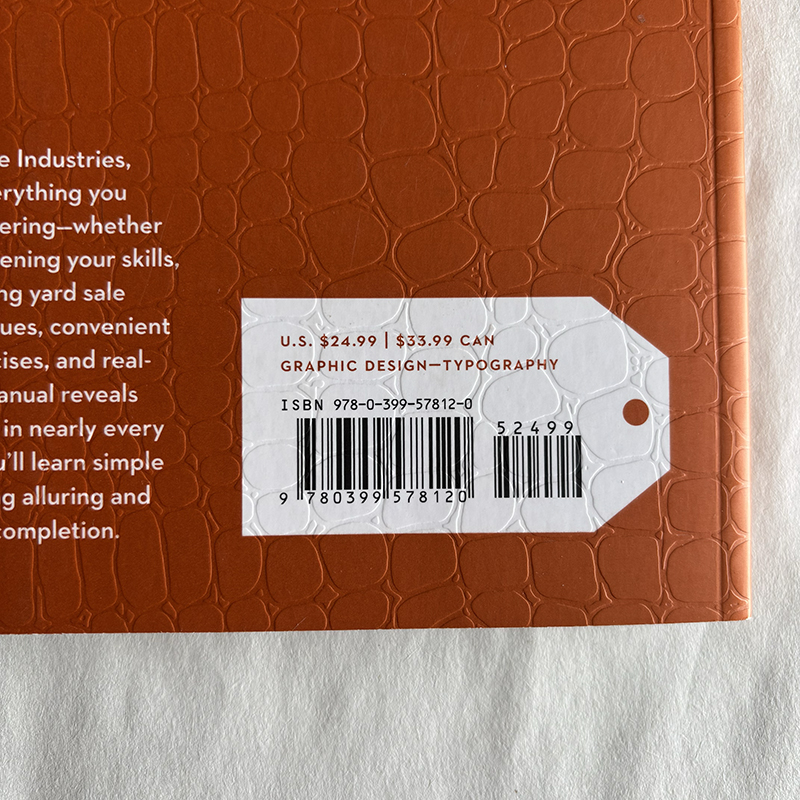 e Industries,
erything you
ering—whether
ening your skills,
ng yard sale
ues, convenient
cises, and real-
anual reveals
in nearly every
u'll learn simple
ng alluring and
completion.
U.S. $24.99 | $33.99 CAN
GRAPHIC DESIGN—TYPOGRAPHY
ISBN 978-0-399-57812-0
52499
9 780399 578120